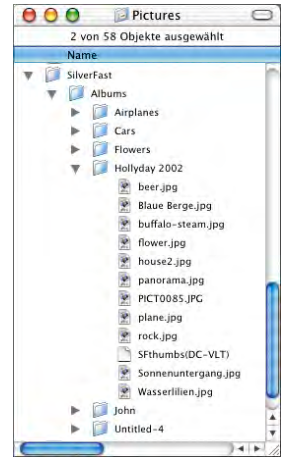 Pictures
2 von 58 Objekte ausgewählt
Name
SilverFast
Albums
Airplanes
Cars
Flowers
Hollyday 2002
beer.jpg
Blaue Berge.jpg
buffalo-steam.jpg
flower.jpg
house2.jpg
panorama.jpg
PICT0085.JPG
plane.jpg
rock.jpg
SFthumbs(DC-VLT)
Sonnenuntergang.jpg
Wasserlilien.jpg
John
Untitled-4